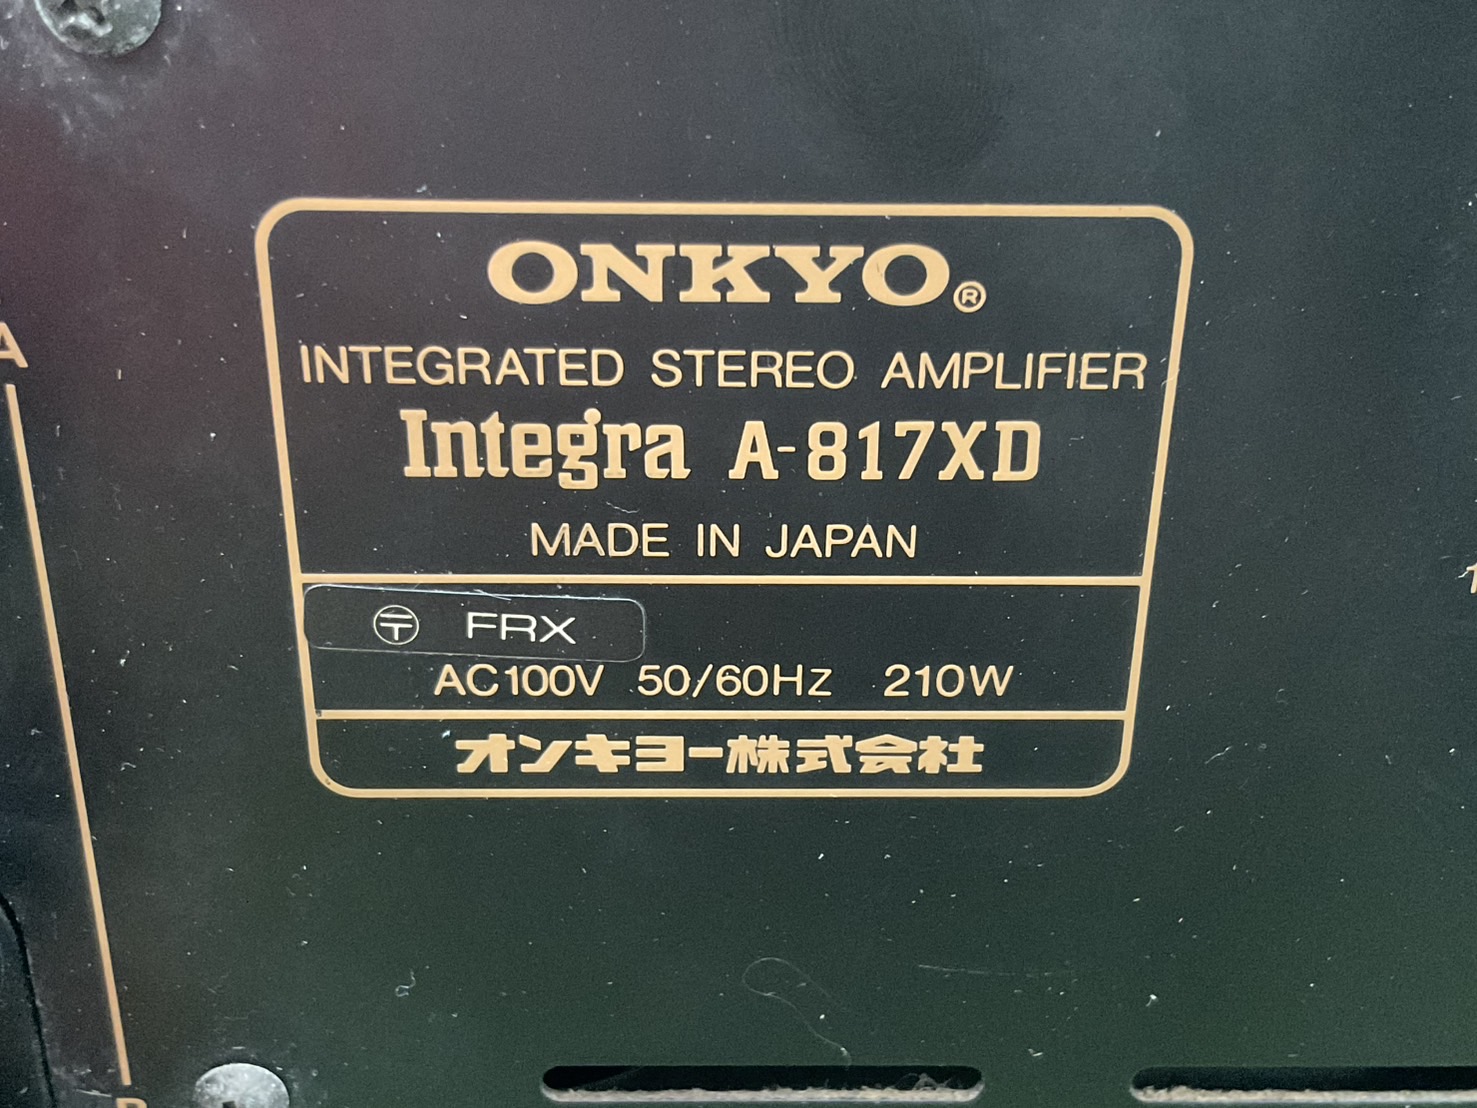 ONKYO®
INTEGRATED STEREO AMPLIFIER
Integra A-817XD
MADE IN JAPAN
〶 FRX
AC100V 50/60Hz 210W
オンキヨー株式会社
A